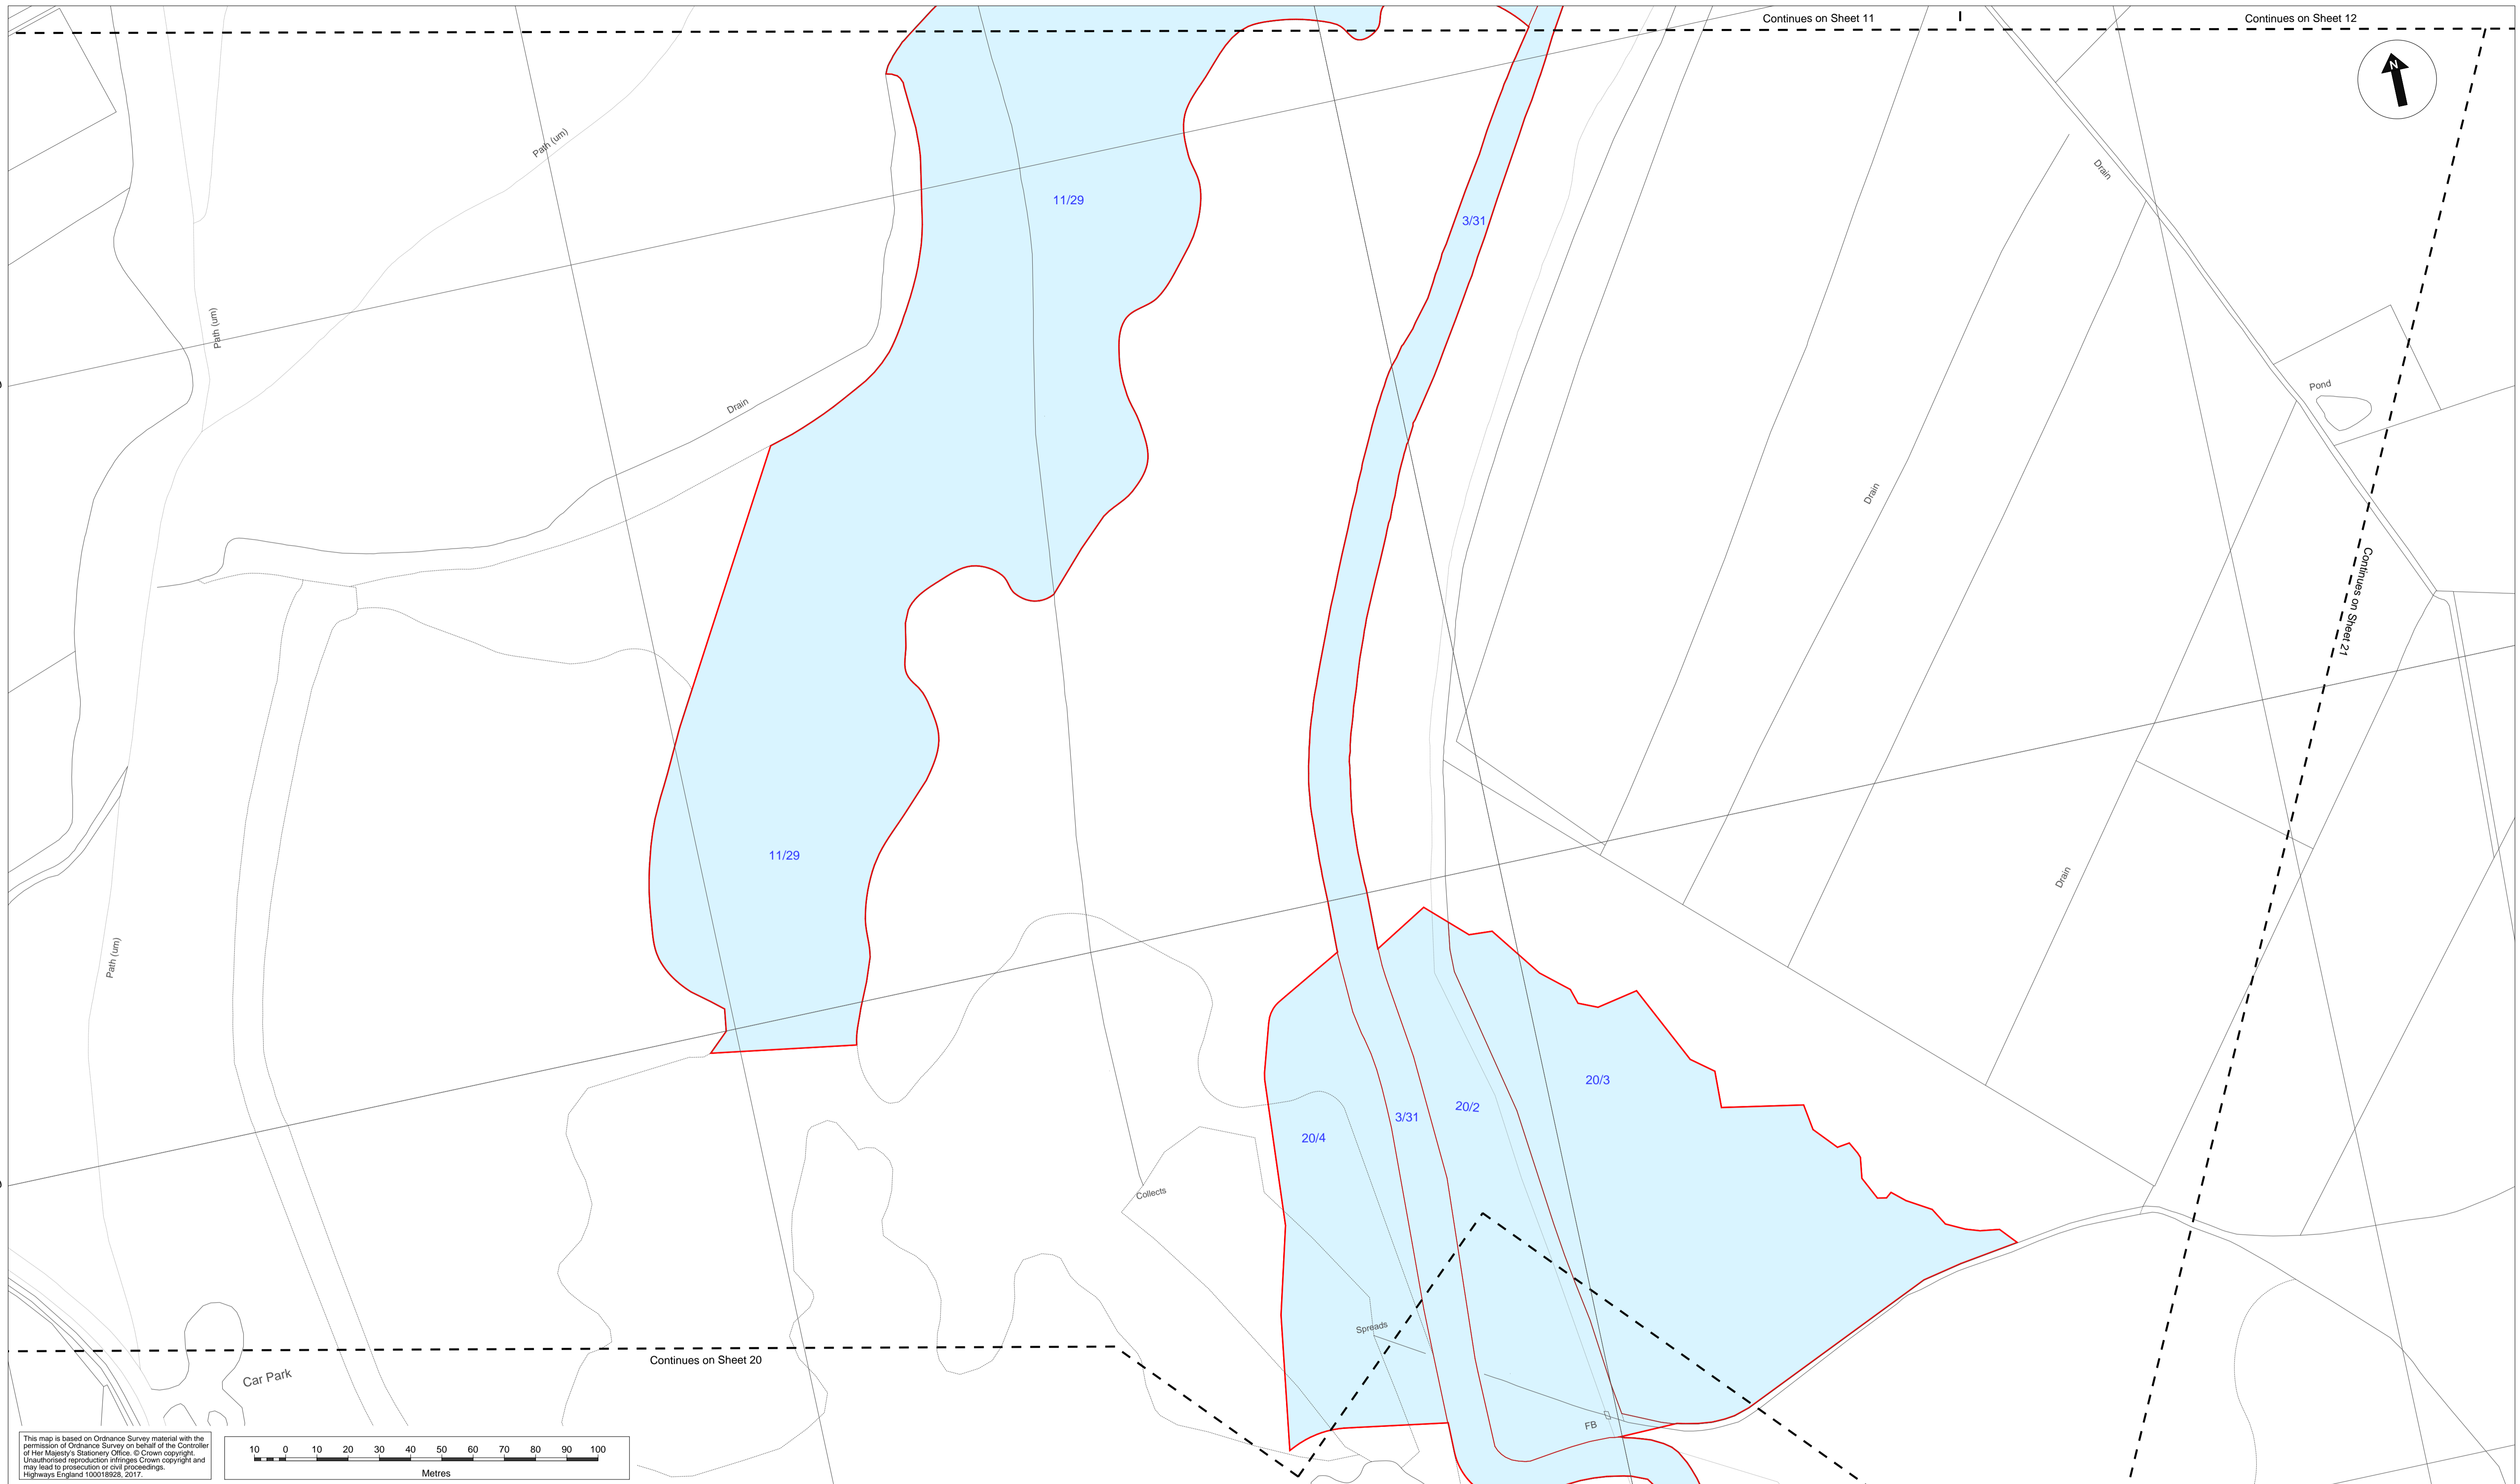 Continues on Sheet 11
Continues on Sheet 12
N
Path (um)
Drain
11/29
3/31
Path (um)
Pond
Drain
Drain
Continues on Sheet 21
11/29
Drain
Path (um)
20/3
20/2
3/31
20/4
Collects
Spreads
Continues on Sheet 20
Car Park
FB
This map is based on Ordnance Survey material with the
permission of Ordnance Survey on behalf of the Controller
of Her Majesty's Stationery Office. © Crown copyright.
Unauthorised reproduction infringes Crown copyright and
may lead to prosecution or civil proceedings.
Highways England 100018928, 2017.
10 0 10 20 30 40 50 60 70 80 90 100
Metres